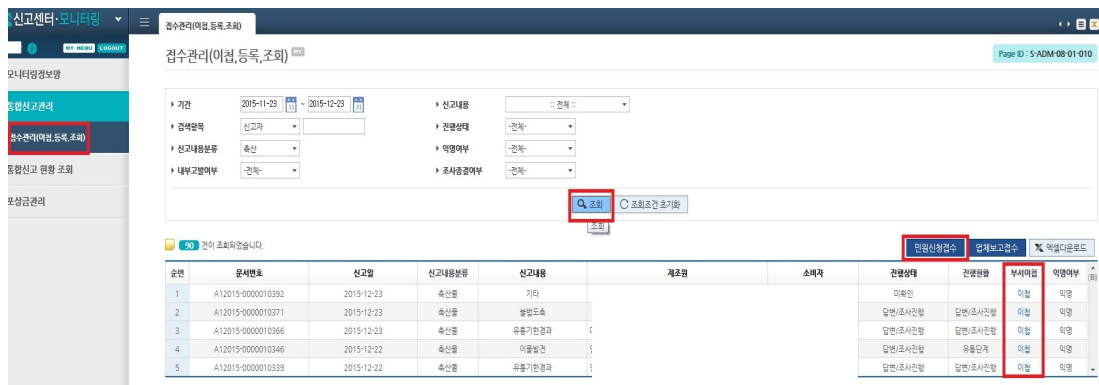 신고센터·모니터링
접수관리(이첩,등록,조회)
MY MENU LOGOUT
모니터링정보망
통합신고관리
접수관리(이첩,등록,조회)
통합신고 현황 조회
포상금관리
접수관리(이첩,등록,조회) MY
Page ID : S-ADM-08-01-010
기간 2015-11-23 ~ 2015-12-23 신고내용 :: 전체 ::
검색항목 신고자 진행상태 -전체-
신고내용분류 축산 익명여부 -전체-
내부고발여부 -전체- 조사종결여부 -전체-
조회 조회조건 초기화
조회
90 건이 조회되었습니다.
민원신청접수 업체보고접수 엑셀다운로드
순번 문서번호 신고일 신고내용분류 신고내용 제조원 소비자 진행상태 진행현황 부서이첩 익명여부
1 A12015-0000010392 2015-12-23 축산물 기타 미확인 이첩 익명
2 A12015-0000010371 2015-12-23 축산물 불법도축 답변/조사진행 답변/조사진행 이첩 익명
3 A12015-0000010366 2015-12-23 축산물 유통기한경과 답변/조사진행 답변/조사진행 이첩 익명
4 A12015-0000010346 2015-12-22 축산물 이물발견 답변/조사진행 유통단계 이첩 익명
5 A12015-0000010339 2015-12-22 축산물 유통기한경과 답변/조사진행 답변/조사진행 이첩 익명